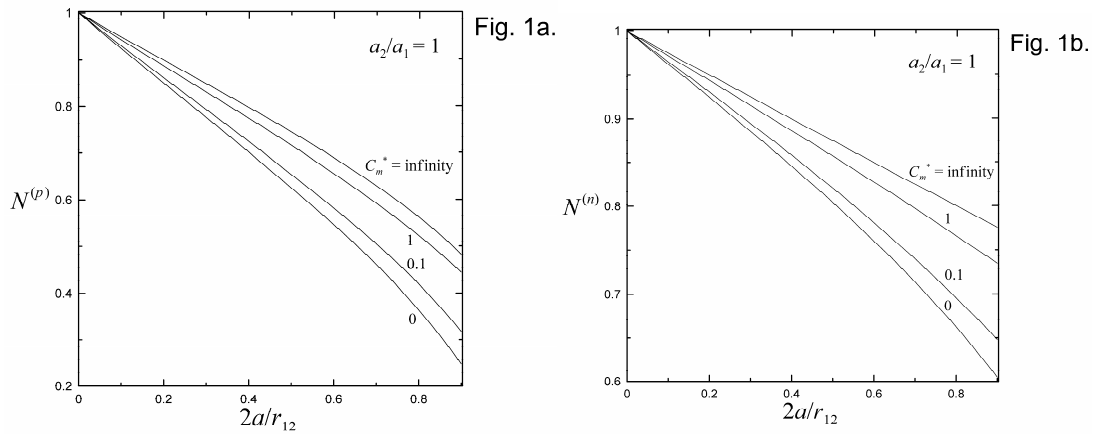 Fig. 1a.
1
a₂/a₁ = 1
0.8
Cₘ* = infinity
N⁽ᵖ⁾
0.6
1
0.1
0.4
0
0.2
0 0.2 0.4 0.6 0.8
2a/r₁₂
Fig. 1b.
1
a₂/a₁ = 1
0.9
Cₘ* = infinity
N⁽ⁿ⁾
0.8
1
0.1
0.7
0
0.6
0 0.2 0.4 0.6 0.8
2a/r₁₂